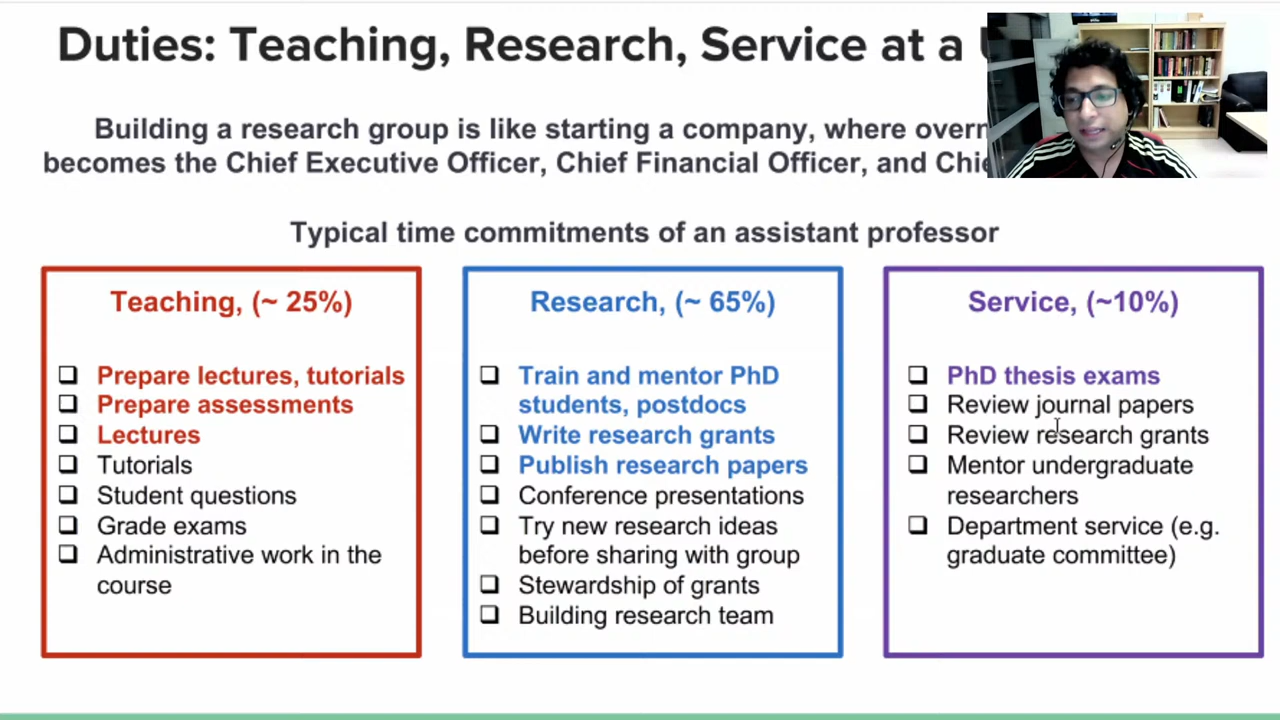 Duties: Teaching, Research, Service at a
Building a research group is like starting a company, where
becomes the Chief Executive Officer, Chief Financial Officer, and
Typical time commitments of an assistant professor
Teaching, (~ 25%)
❑ Prepare lectures, tutorials
❑ Prepare assessments
❑ Lectures
❑ Tutorials
❑ Student questions
❑ Grade exams
❑ Administrative work in the
course
Research, (~ 65%)
❑ Train and mentor PhD
students, postdocs
❑ Write research grants
❑ Publish research papers
❑ Conference presentations
❑ Try new research ideas
before sharing with group
❑ Stewardship of grants
❑ Building research team
Service, (~10%)
❑ PhD thesis exams
❑ Review journal papers
❑ Review research grants
❑ Mentor undergraduate
researchers
❑ Department service (e.g.
graduate committee)